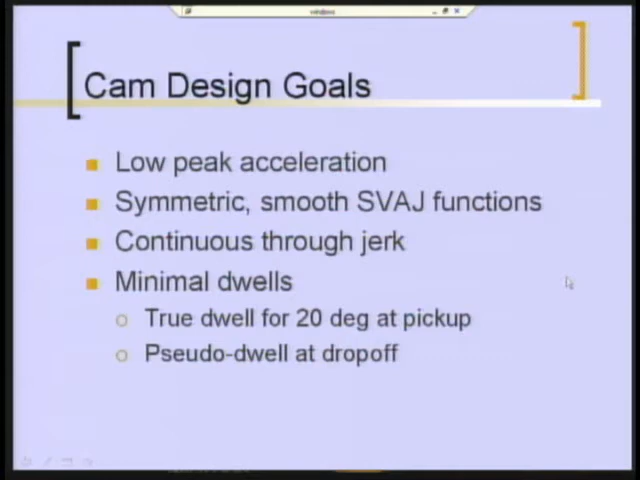 windows
Cam Design Goals
Low peak acceleration
Symmetric, smooth SVAJ functions
Continuous through jerk
Minimal dwells
True dwell for 20 deg at pickup
Pseudo-dwell at dropoff